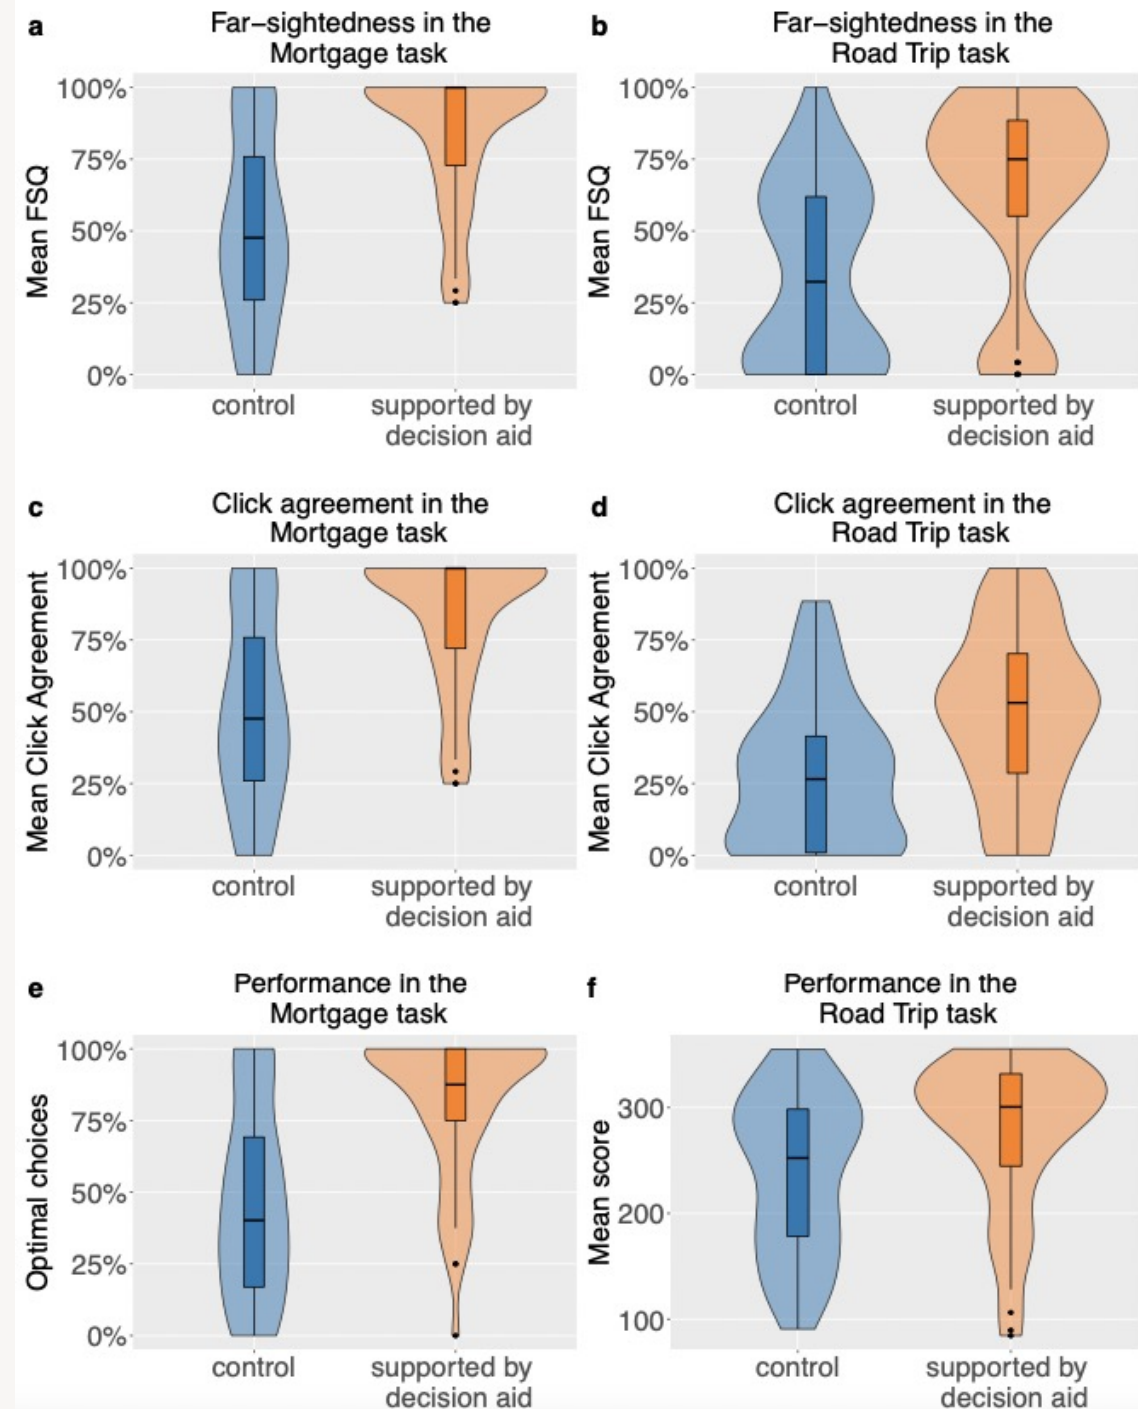 a
Far-sightedness in the
Mortgage task
Mean FSQ
100%
75%
50%
25%
0%
control
supported by
decision aid
b
Far-sightedness in the
Road Trip task
Mean FSQ
100%
75%
50%
25%
0%
control
supported by
decision aid
c
Click agreement in the
Mortgage task
Mean Click Agreement
100%
75%
50%
25%
0%
control
supported by
decision aid
d
Click agreement in the
Road Trip task
Mean Click Agreement
100%
75%
50%
25%
0%
control
supported by
decision aid
e
Performance in the
Mortgage task
Optimal choices
100%
75%
50%
25%
0%
control
supported by
decision aid
f
Performance in the
Road Trip task
Mean score
300
200
100
control
supported by
decision aid